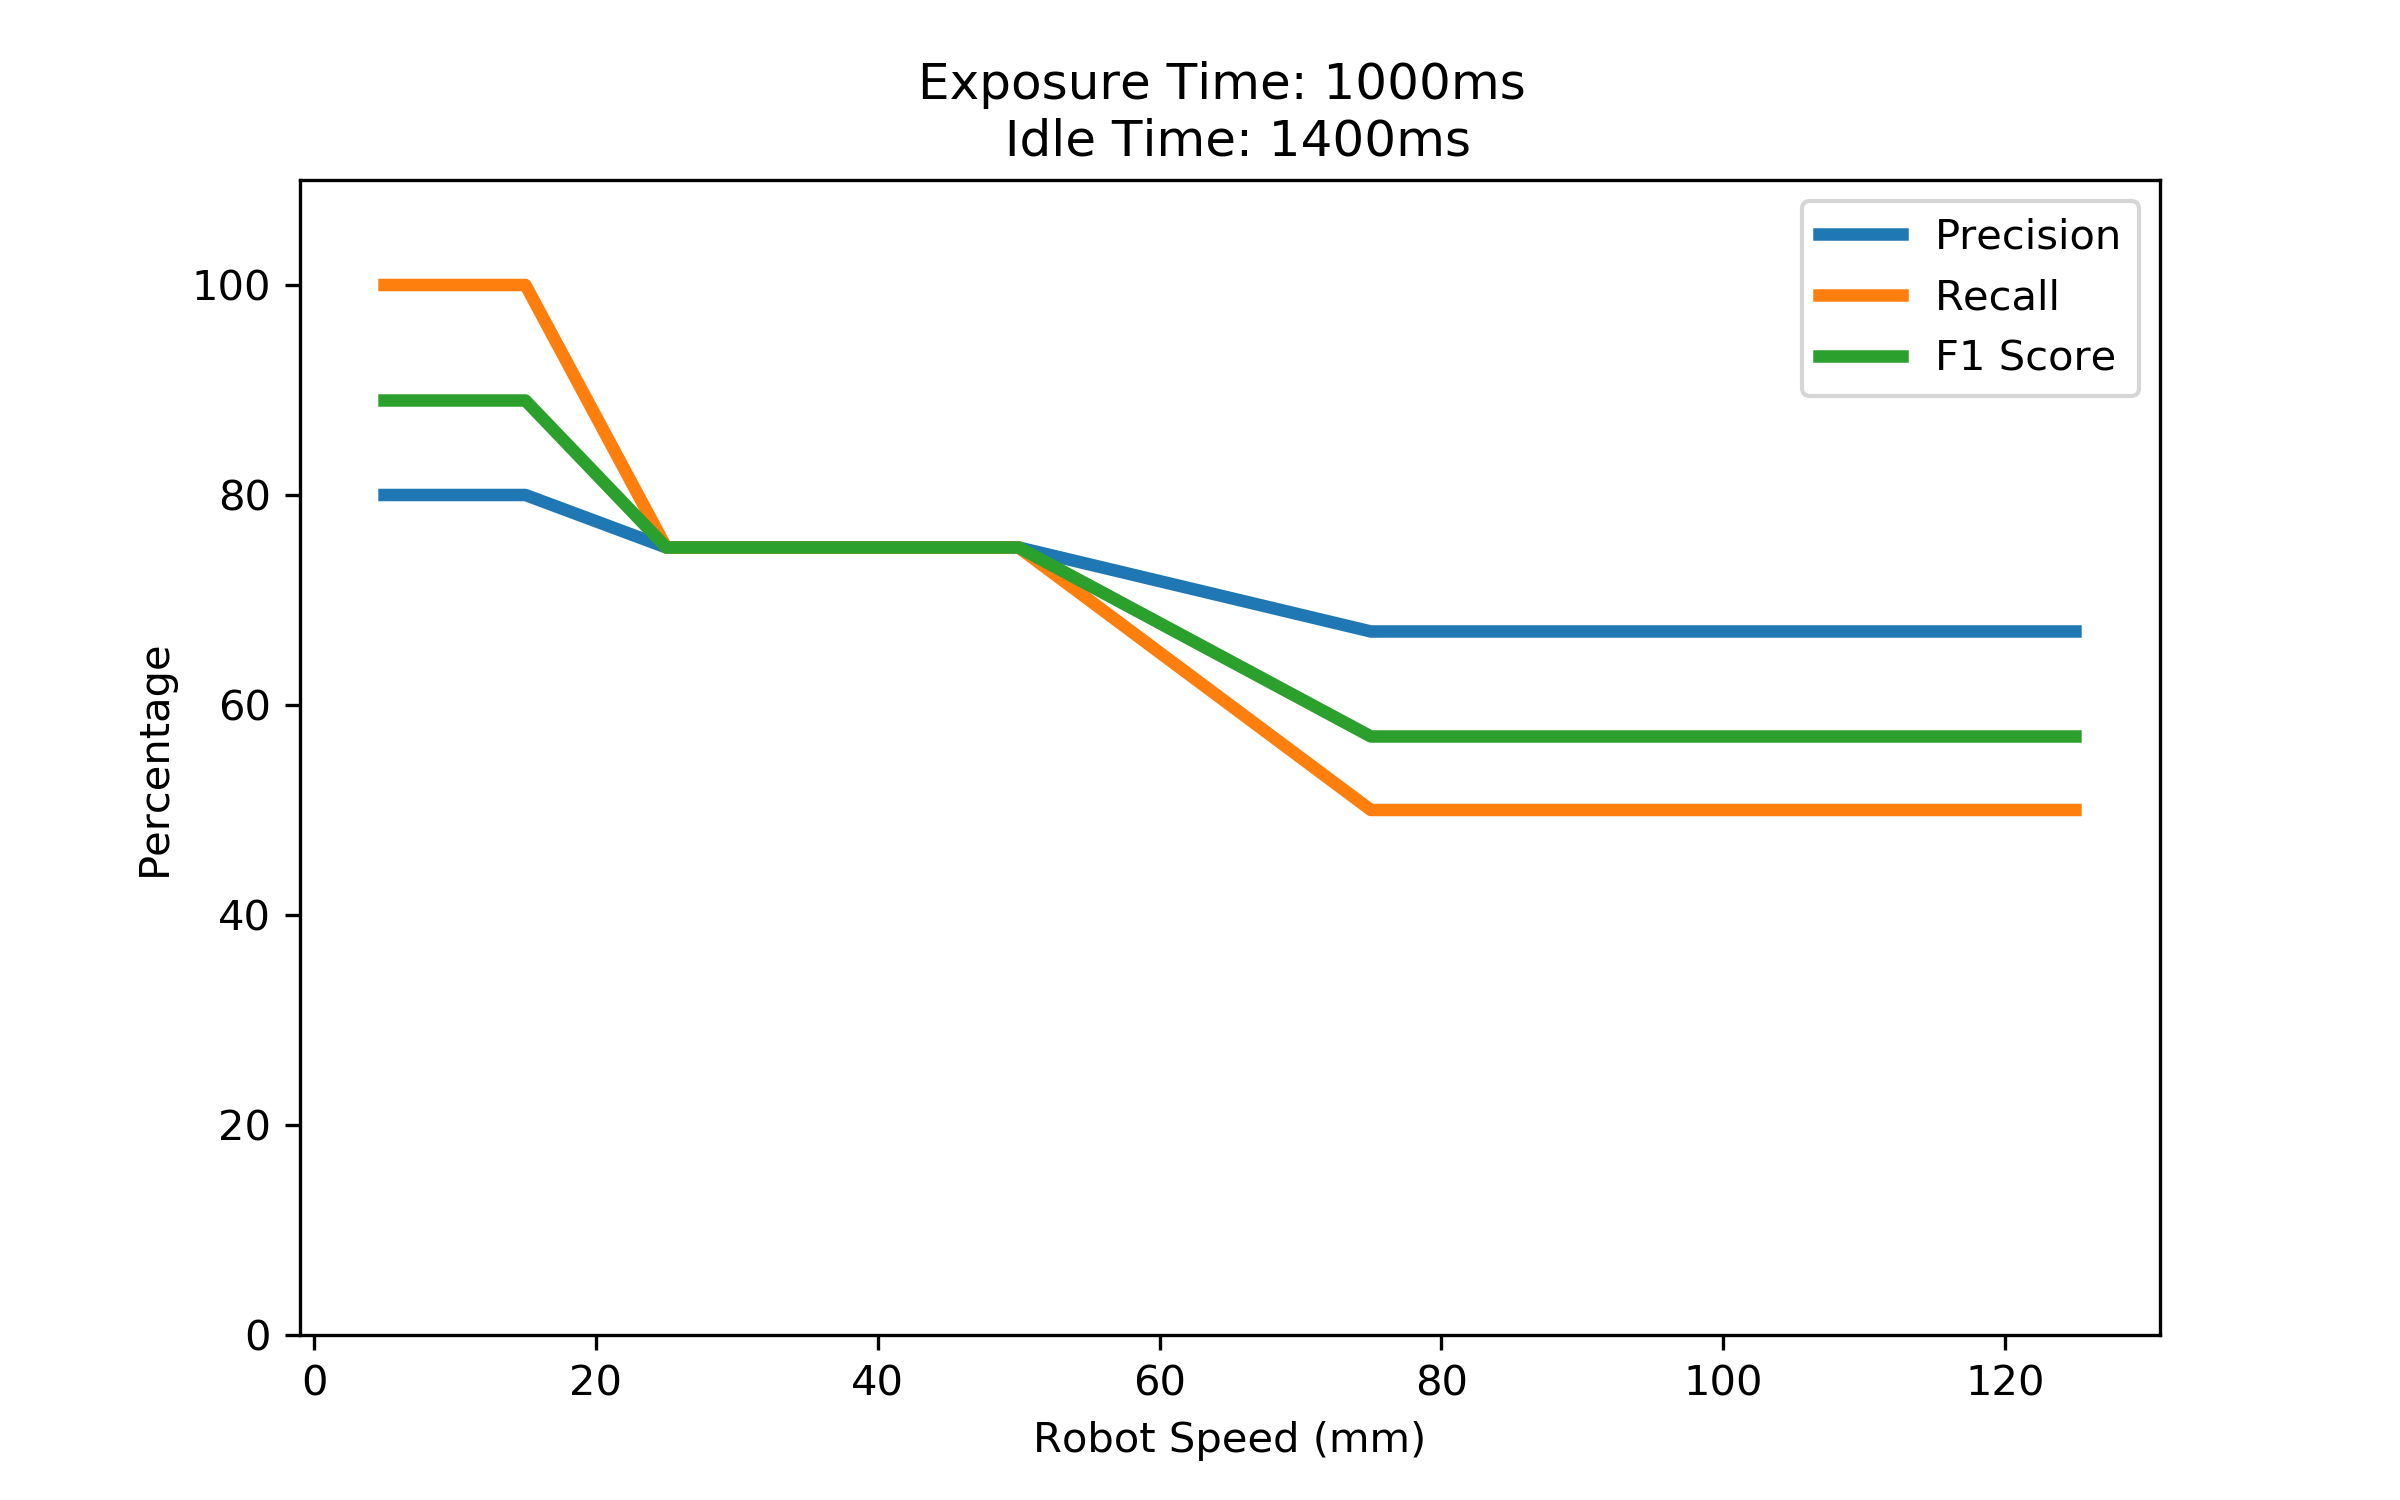 Exposure Time: 1000ms
Idle Time: 1400ms
Precision
Recall
F1 Score
Percentage
100
80
60
40
20
0
0 20 40 60 80 100 120
Robot Speed (mm)